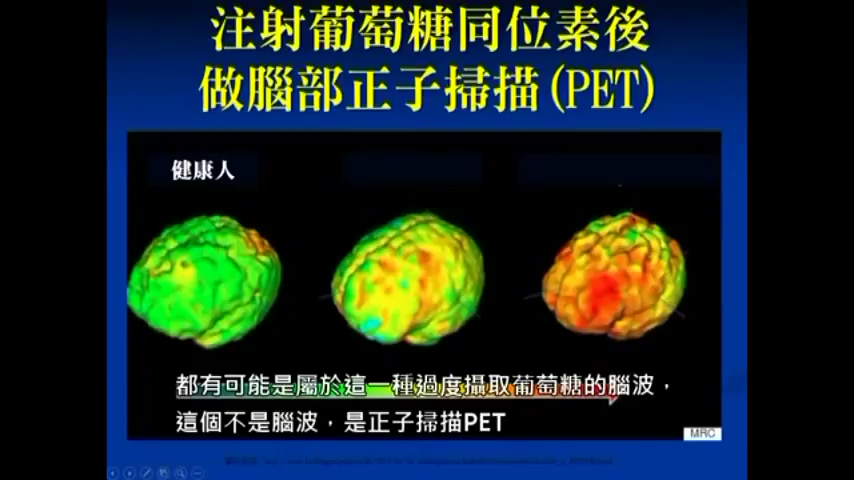 注射葡萄糖同位素後
做腦部正子掃描(PET)
健康人
都有可能是屬於這一種過度攝取葡萄糖的腦波，
這個不是腦波，是正子掃描PET
MRC